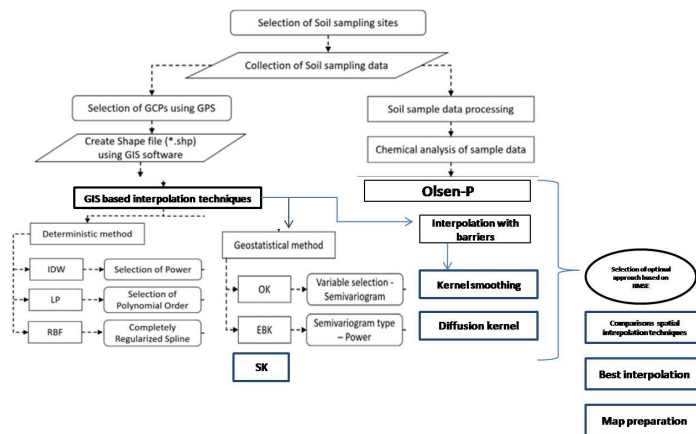 Selection of Soil sampling sites
Collection of Soil sampling data
Selection of GCPs using GPS
Soil sample data processing
Create Shape file (*.shp)
using GIS software
Chemical analysis of sample data
Olsen-P
GIS based interpolation techniques
Interpolation with
barriers
Deterministic method
Geostatistical method
IDW
Selection of Power
LP
Selection of
Polynomial Order
RBF
Completely
Regularized Spline
OK
Variable selection -
Semivariogram
EBK
Semivariogram type
– Power
SK
Kernel smoothing
Diffusion kernel
Selection of optimal
approach based on
RMSE
Comparisons spatial
interpolation techniques
Best interpolation
Map preparation